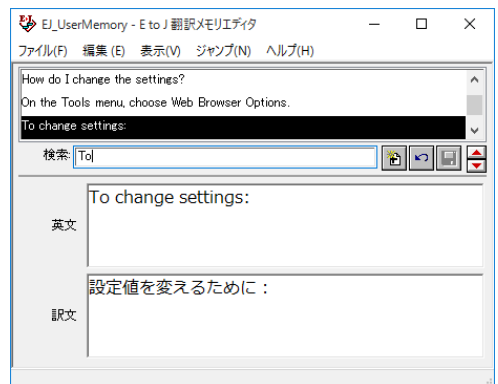 EJ_UserMemory - E to J 翻訳メモリエディタ
ファイル(F) 編集(E) 表示(V) ジャンプ(N) ヘルプ(H)
How do I change the settings?
On the Tools menu, choose Web Browser Options.
To change settings:
検索: To
英文 To change settings:
訳文 設定値を変えるために：